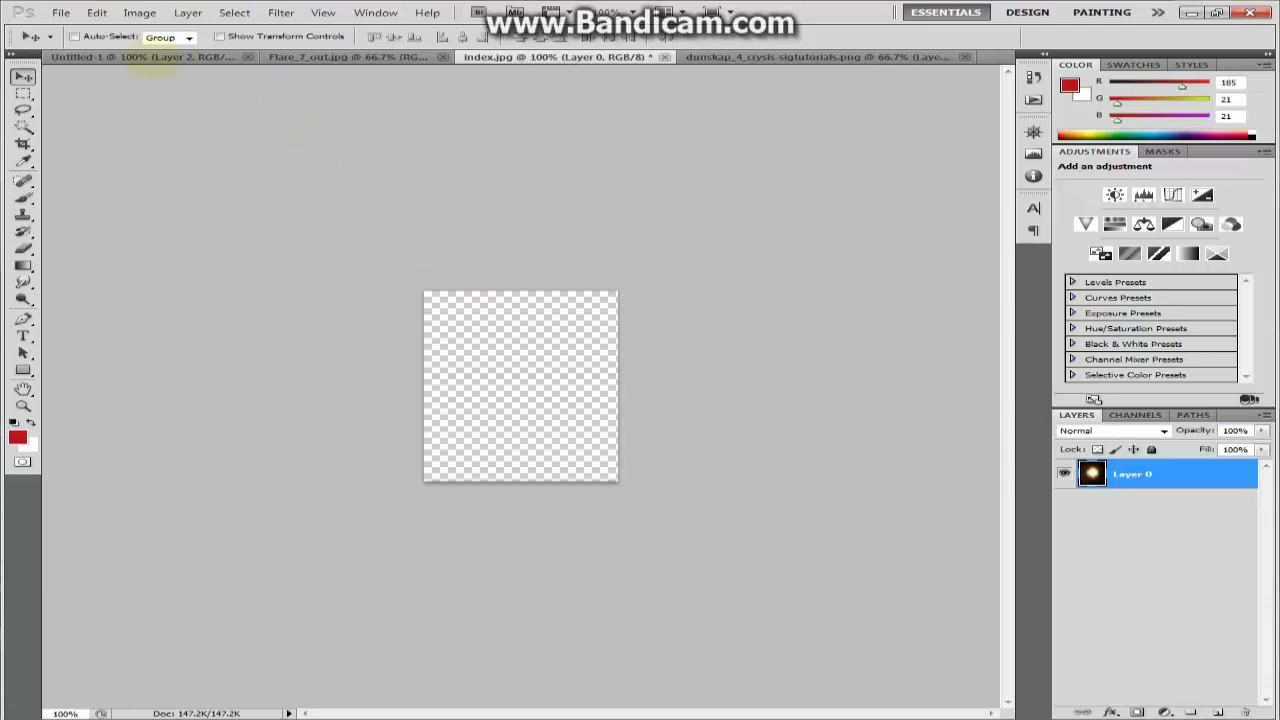 Ps File Edit Image Layer Select Filter View Window Help Br Mb 100% ESSENTIALS DESIGN PAINTING >>
www.Bandicam.com
Auto-Select: Group Show Transform Controls
Untitled-1 @ 100% (Layer 2, RGB/... Flare_7_out.jpg @ 66.7% (RG... index.jpg @ 100% (Layer 0, RGB/8) * dunskap_4_crysis-sigtutorials.png @ 66.7% (Laye...
COLOR SWATCHES STYLES
R 185
G 21
B 21
ADJUSTMENTS MASKS
Add an adjustment
Levels Presets
Curves Presets
Exposure Presets
Hue/Saturation Presets
Black & White Presets
Channel Mixer Presets
Selective Color Presets
LAYERS CHANNELS PATHS
Normal Opacity: 100%
Lock: Fill: 100%
Layer 0
100% Doc: 147.2K/147.2K